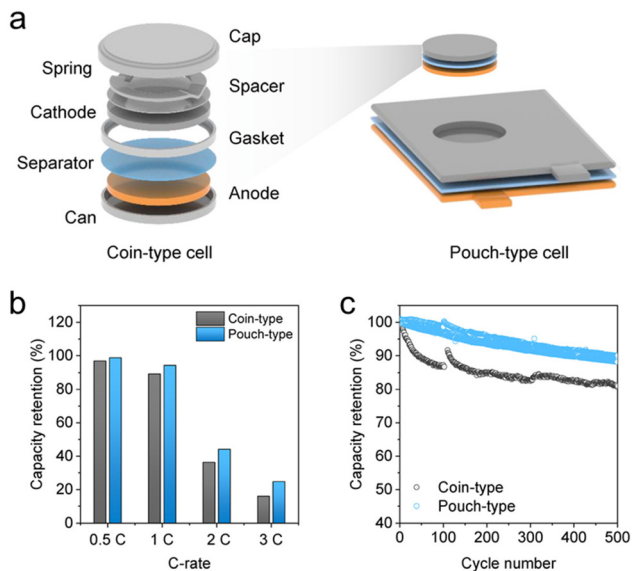 a
Cap
Spring
Spacer
Cathode
Gasket
Separator
Anode
Can
Coin-type cell
Pouch-type cell
b
Capacity retention (%)
120
100
80
60
40
20
0
Coin-type
Pouch-type
0.5 C 1 C 2 C 3 C
C-rate
c
Capacity retention (%)
100
90
80
70
60
50
40
Coin-type
Pouch-type
0 100 200 300 400 500
Cycle number